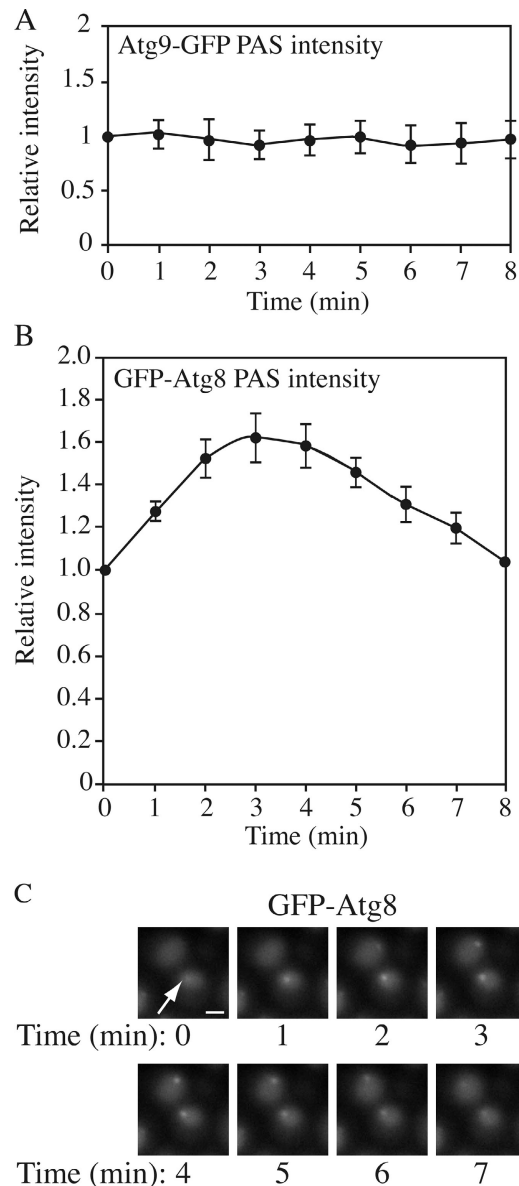 A
Atg9-GFP PAS intensity
Relative intensity
2
1.5
1
0.5
0
0 1 2 3 4 5 6 7 8
Time (min)
B
GFP-Atg8 PAS intensity
Relative intensity
2.0
1.8
1.6
1.4
1.2
1.0
0.8
0.6
0.4
0.2
0
0 1 2 3 4 5 6 7 8
Time (min)
C
GFP-Atg8
Time (min): 0 1 2 3
Time (min): 4 5 6 7